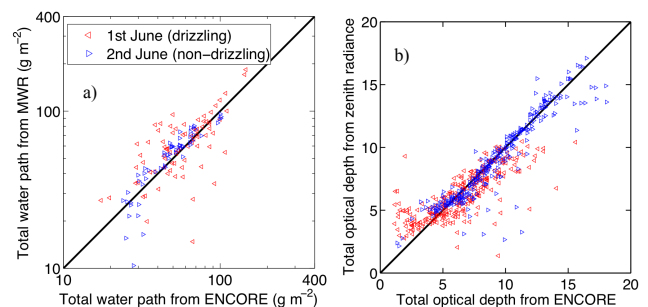 400
100
10
10
100
400
Total water path from MWR (g m⁻²)
Total water path from ENCORE (g m⁻²)
1st June (drizzling)
2nd June (non-drizzling)
a)
20
15
10
5
0
0
5
10
15
20
Total optical depth from zenith radiance
Total optical depth from ENCORE
b)